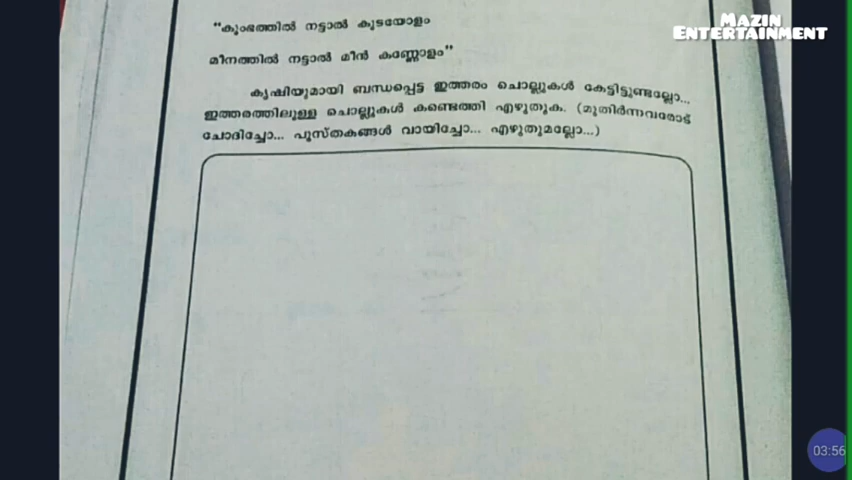 Mazin
Entertainment
"കുംഭത്തിൽ നട്ടാൽ കുടയോളം
മീനത്തിൽ നട്ടാൽ മീൻ കണ്ണോളം"
കൃഷിയുമായി ബന്ധപ്പെട്ട ഇത്തരം ചൊല്ലുകൾ കേട്ടിട്ടുണ്ടല്ലോ...
ഇത്തരത്തിലുള്ള ചൊല്ലുകൾ കണ്ടെത്തി എഴുതുക. (മുതിർന്നവരോട്
ചോദിച്ചോ... പുസ്തകങ്ങൾ വായിച്ചോ... എഴുതുമല്ലോ...)
03:56